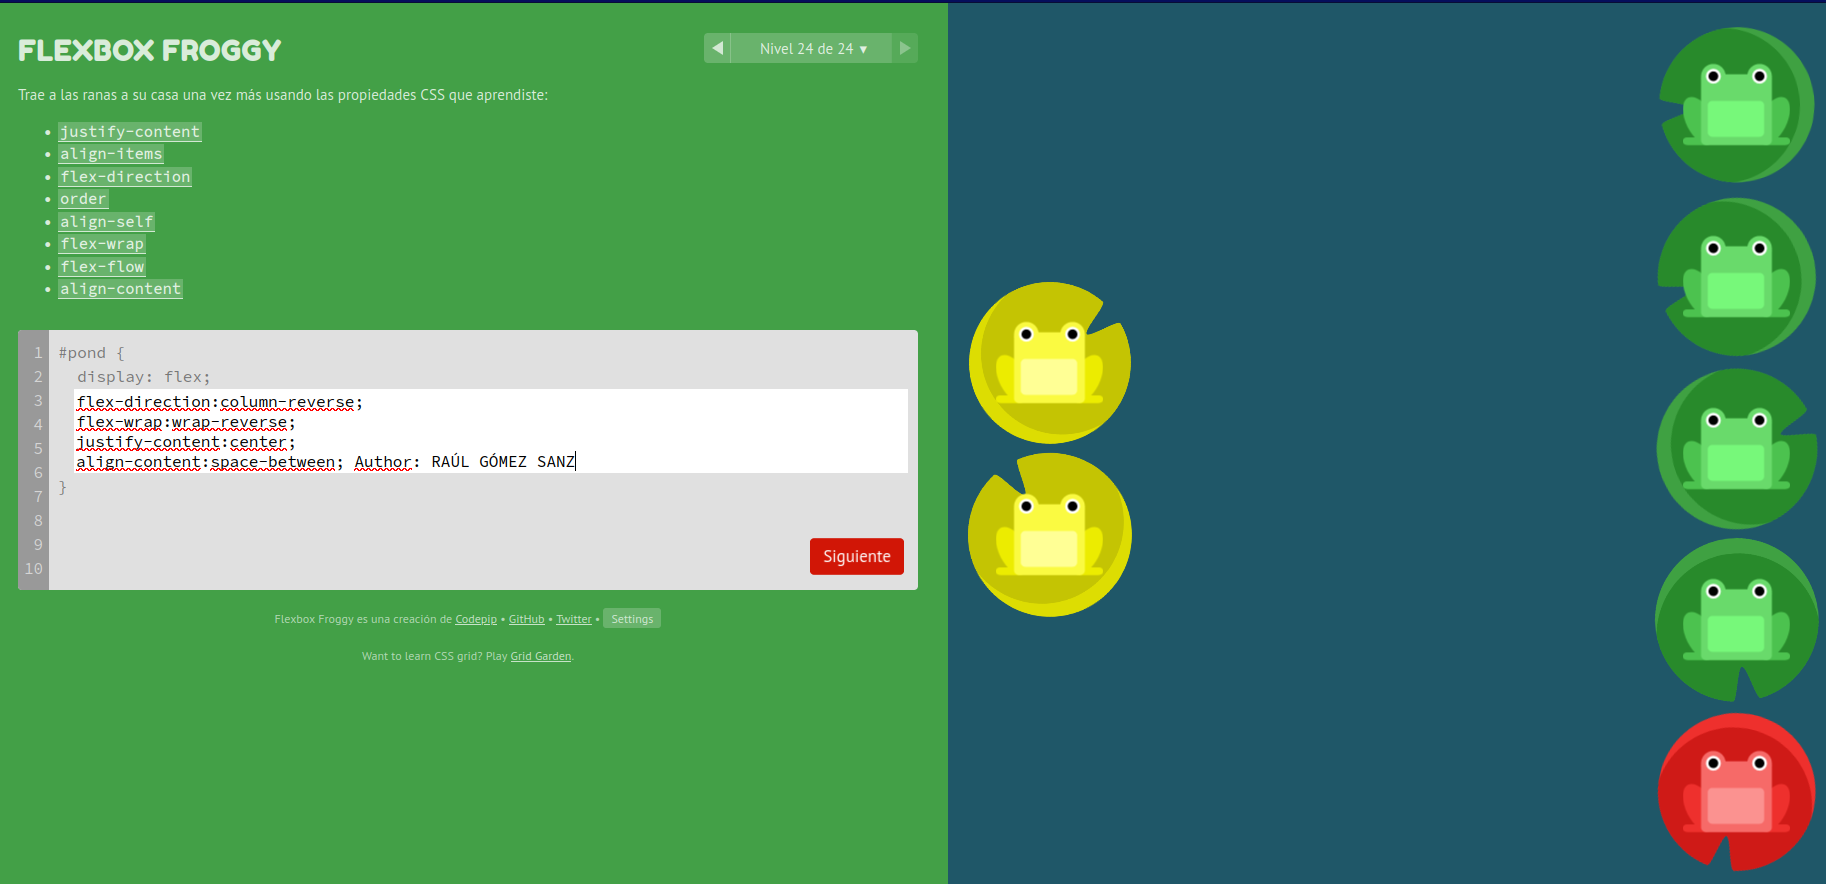 FLEXBOX FROGGY
◀ Nivel 24 de 24 ▾ ▶
Trae a las ranas a su casa una vez más usando las propiedades CSS que aprendiste:
• justify-content
• align-items
• flex-direction
• order
• align-self
• flex-wrap
• flex-flow
• align-content
1 #pond {
2 display: flex;
3 flex-direction:column-reverse;
4 flex-wrap:wrap-reverse;
5 justify-content:center;
6 align-content:space-between; Author: RAÚL GÓMEZ SANZ
7 }
8
9
10
Siguiente
Flexbox Froggy es una creación de Codepip • GitHub • Twitter • Settings
Want to learn CSS grid? Play Grid Garden.